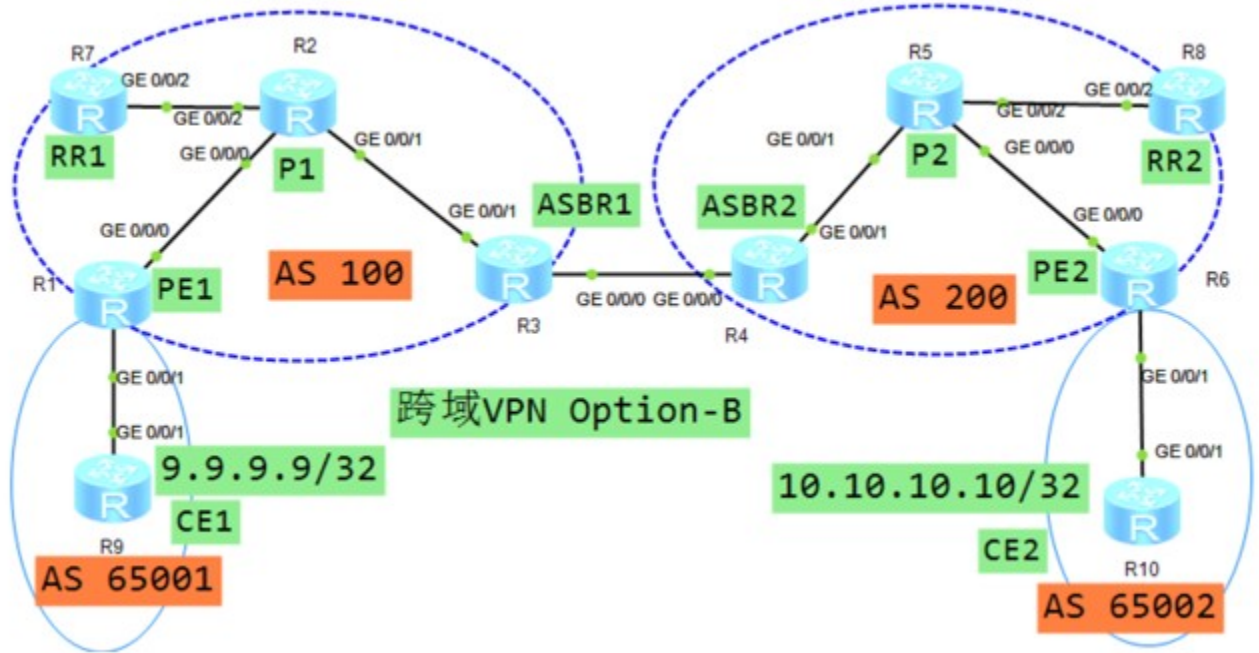 R7
R2
R5
R8
GE 0/0/2
GE 0/0/2
GE 0/0/2
GE 0/0/2
RR1
GE 0/0/0
P1
GE 0/0/1
GE 0/0/1
P2
GE 0/0/0
RR2
GE 0/0/1
ASBR1
ASBR2
GE 0/0/1
GE 0/0/0
GE 0/0/0
R1
PE1
AS 100
GE 0/0/0
GE 0/0/0
AS 200
PE2
R6
R3
R4
GE 0/0/1
GE 0/0/1
跨域VPN Option-B
GE 0/0/1
GE 0/0/1
9.9.9.9/32
10.10.10.10/32
CE1
CE2
R9
R10
AS 65001
AS 65002
R
R
R
R
R
R
R
R
R
R